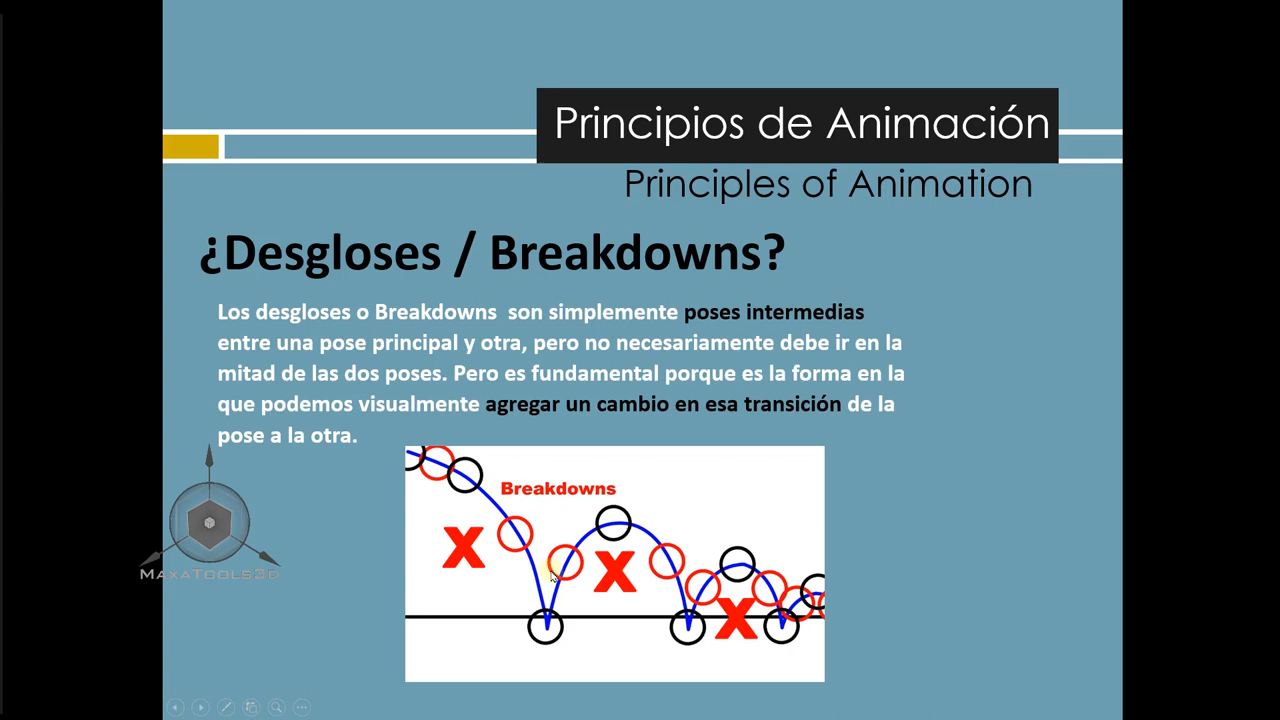 Principios de Animación
Principles of Animation
¿Desgloses / Breakdowns?
Los desgloses o Breakdowns son simplemente poses intermedias
entre una pose principal y otra, pero no necesariamente debe ir en la
mitad de las dos poses. Pero es fundamental porque es la forma en la
que podemos visualmente agregar un cambio en esa transición de la
pose a la otra.
Breakdowns
X
X
X
MaxaTools3d